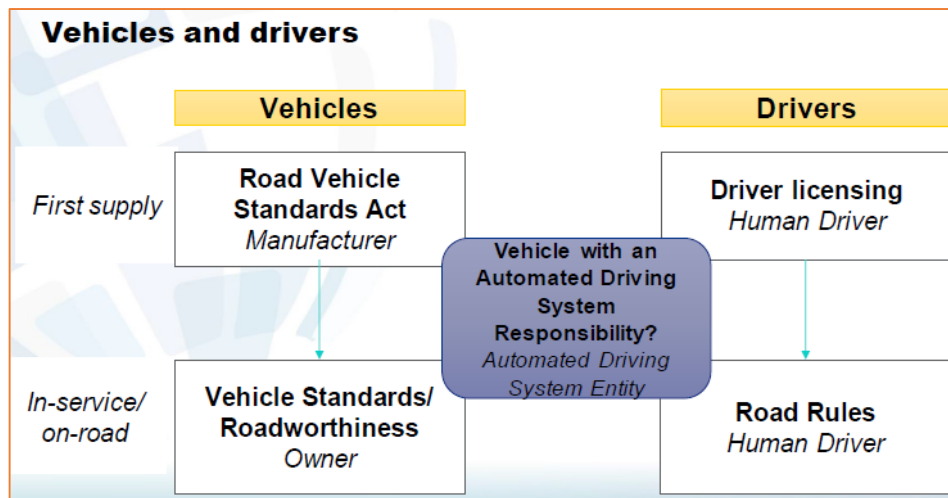 Vehicles and drivers
Vehicles
Drivers
First supply
Road Vehicle
Standards Act
Manufacturer
Driver licensing
Human Driver
Vehicle with an
Automated Driving
System
Responsibility?
Automated Driving
System Entity
In-service/
on-road
Vehicle Standards/
Roadworthiness
Owner
Road Rules
Human Driver